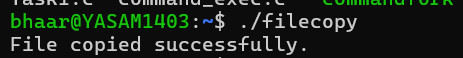 bhaar@YASAM1403:~$ ./filecopy
File copied successfully.